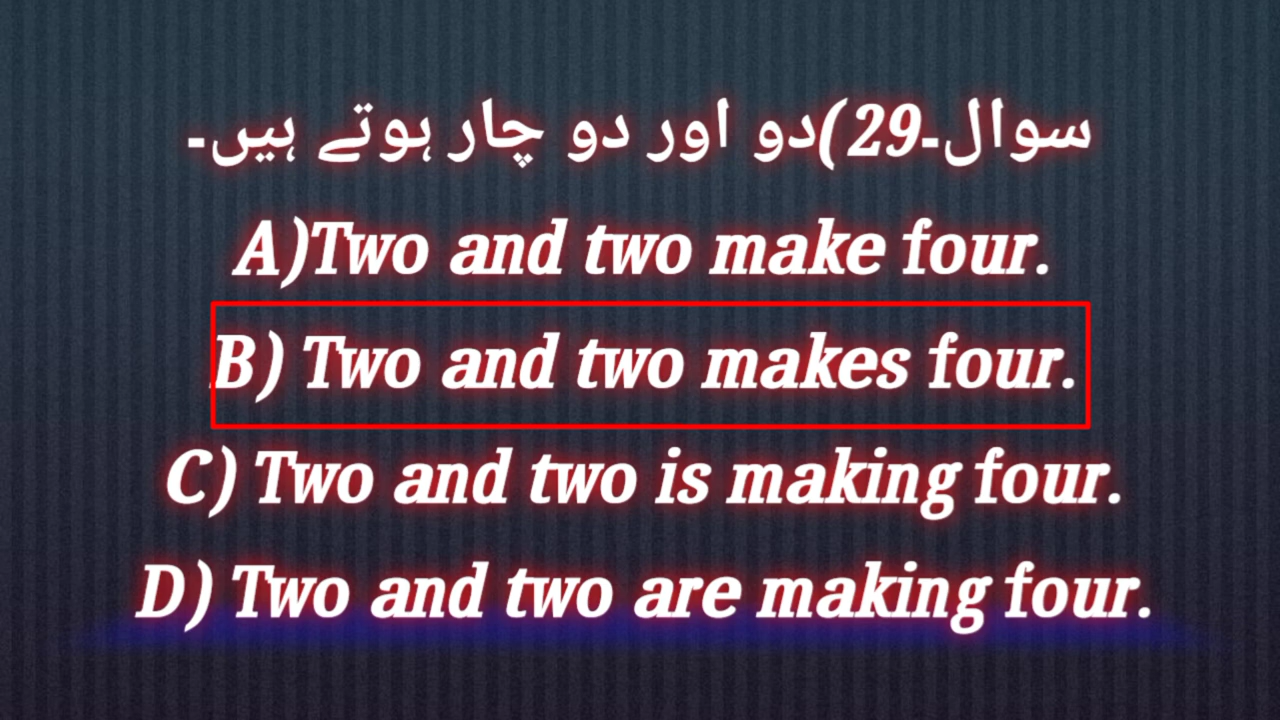 سوال۔29)دو اور دو چار ہوتے ہیں۔
A)Two and two make four.
B) Two and two makes four.
C) Two and two is making four.
D) Two and two are making four.